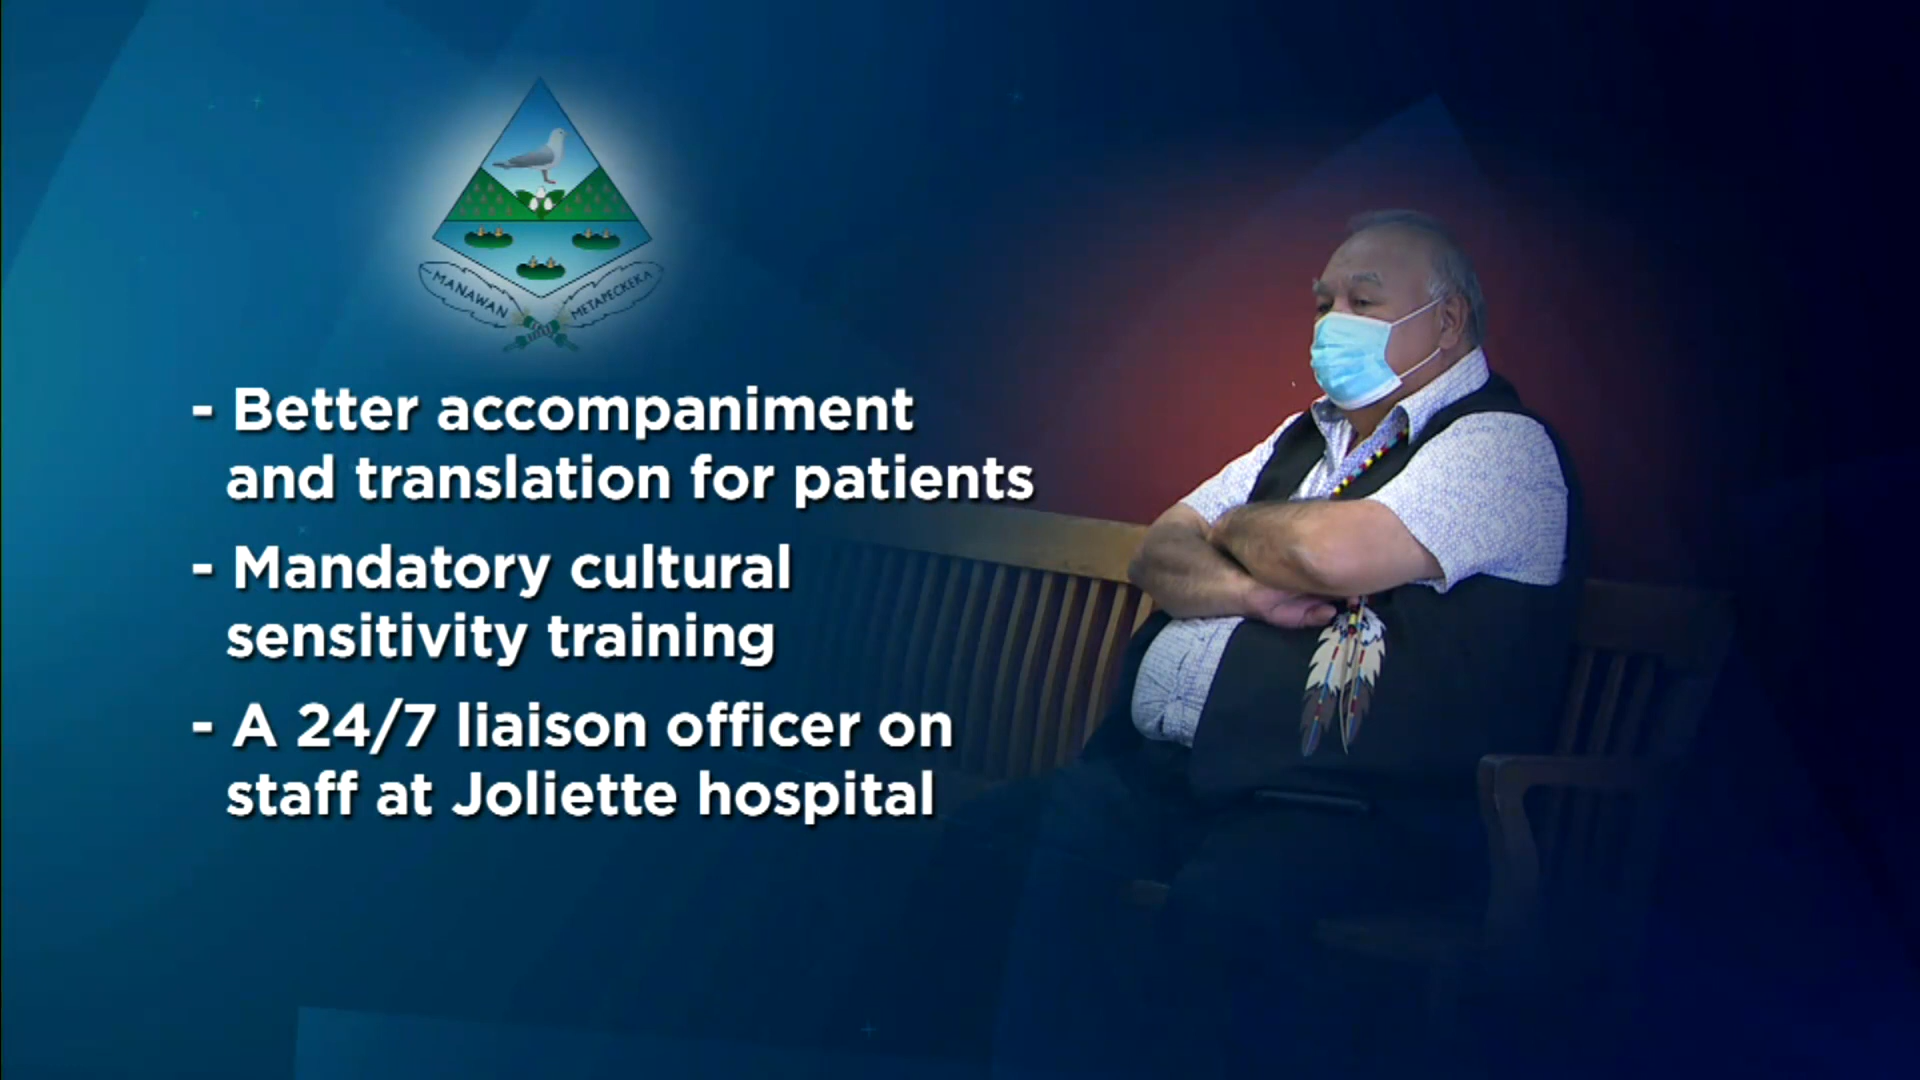 MANAWAN METAPECKEKA
- Better accompaniment
and translation for patients
- Mandatory cultural
sensitivity training
- A 24/7 liaison officer on
staff at Joliette hospital